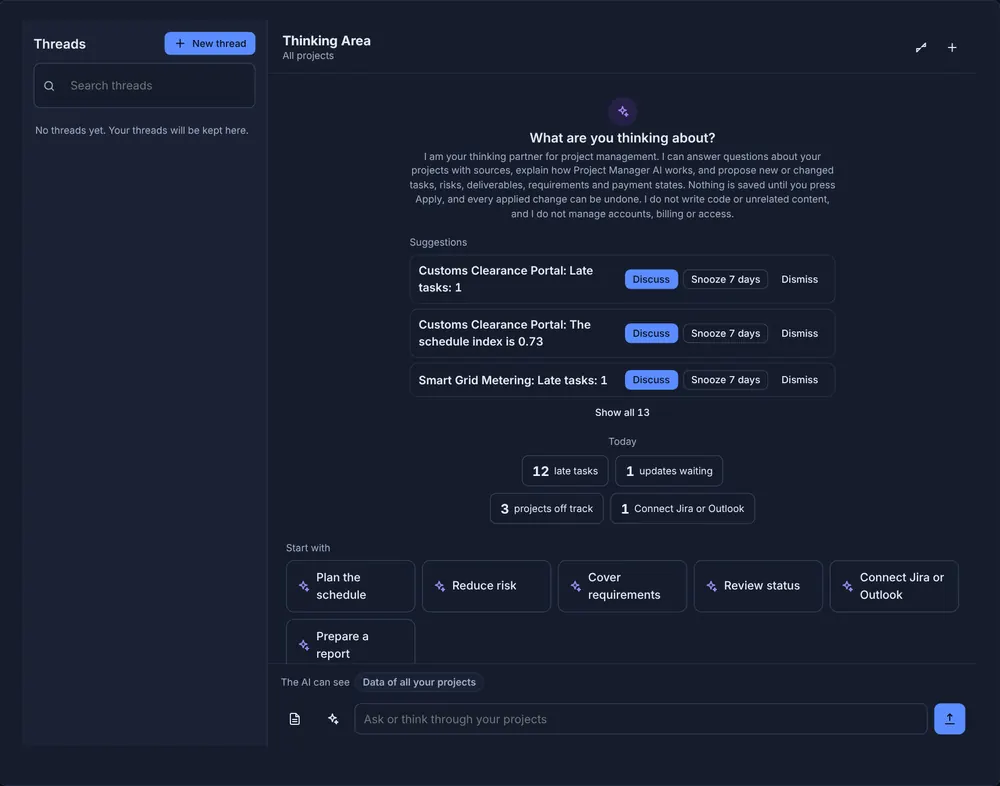 Threads
New thread
Search threads
No threads yet. Your threads will be kept here.
Thinking Area
All projects
What are you thinking about?
I am your thinking partner for project management. I can answer questions about your
projects with sources, explain how Project Manager AI works, and propose new or changed
tasks, risks, deliverables, requirements and payment states. Nothing is saved until you press
Apply, and every applied change can be undone. I do not write code or unrelated content,
and I do not manage accounts, billing or access.
Suggestions
Customs Clearance Portal: Late
tasks: 1
Discuss
Snooze 7 days
Dismiss
Customs Clearance Portal: The
schedule index is 0.73
Discuss
Snooze 7 days
Dismiss
Smart Grid Metering: Late tasks: 1
Discuss
Snooze 7 days
Dismiss
Show all 13
Today
12 late tasks
1 updates waiting
3 projects off track
1 Connect Jira or Outlook
Start with
Plan the
schedule
Reduce risk
Cover
requirements
Review status
Connect Jira or
Outlook
Prepare a
report
The AI can see
Data of all your projects
Ask or think through your projects